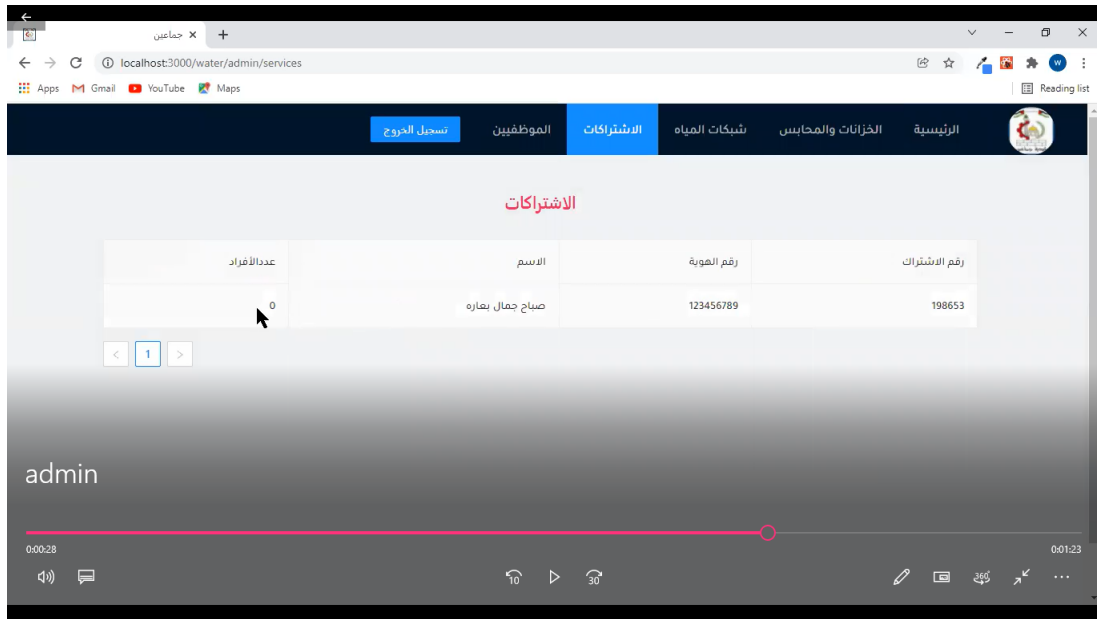 جماعين
localhost:3000/water/admin/services
Apps Gmail YouTube Maps Reading list
W
الرئيسية الخزانات والمحابس شبكات المياه الاشتراكات الموظفيين تسجيل الخروج
الاشتراكات
رقم الاشتراك رقم الهوية الاسم عددالأفراد
198653 123456789 صباح جمال بعاره 0
1
admin
0:00:28 0:01:23
10 30 360